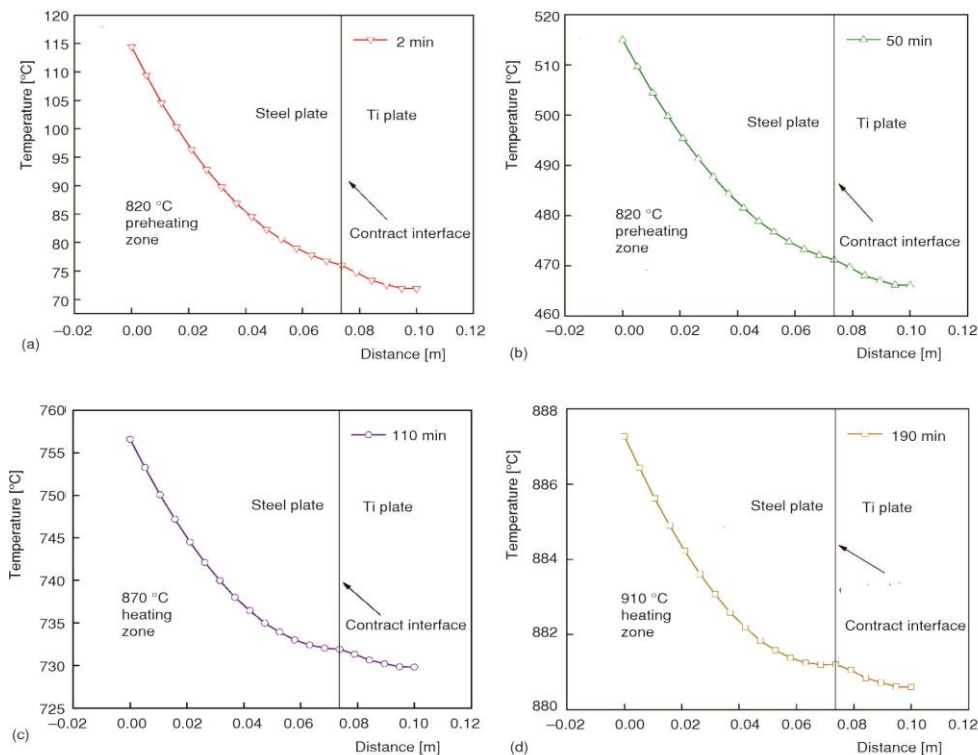 Temperature [°C]
120
115
110
105
100
95
90
85
80
75
70
2 min
Steel plate
Ti plate
820 °C
preheating
zone
Contract interface
−0.02 0.00 0.02 0.04 0.06 0.08 0.10 0.12
(a)
Distance [m]
Temperature [°C]
520
510
500
490
480
470
460
50 min
Steel plate
Ti plate
820 °C
preheating
zone
Contract interface
−0.02 0.00 0.02 0.04 0.06 0.08 0.10 0.12
(b)
Distance [m]
Temperature [°C]
760
755
750
745
740
735
730
725
110 min
Steel plate
Ti plate
870 °C
heating
zone
Contract interface
−0.02 0.00 0.02 0.04 0.06 0.08 0.10 0.12
(c)
Distance [m]
Temperature [°C]
888
886
884
882
880
190 min
Steel plate
Ti plate
910 °C
heating
zone
Contract interface
−0.02 0.00 0.02 0.04 0.06 0.08 0.10 0.12
Distance [m]
(d)